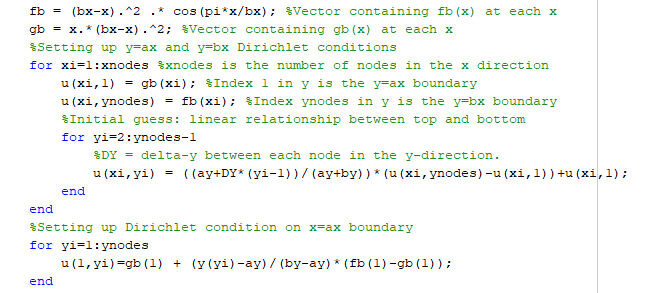 fb = (bx-x).^2 .* cos(pi*x/bx); %Vector containing fb(x) at each x
gb = x.*(bx-x).^2; %Vector containing gb(x) at each x
%Setting up y=ax and y=bx Dirichlet conditions
for xi=1:xnodes %xnodes is the number of nodes in the x direction
    u(xi,1) = gb(xi); %Index 1 in y is the y=ax boundary
    u(xi,ynodes) = fb(xi); %Index ynodes in y is the y=bx boundary
    %Initial guess: linear relationship between top and bottom
    for yi=2:ynodes-1
        %DY = delta-y between each node in the y-direction.
        u(xi,yi) = ((ay+DY*(yi-1))/(ay+by))*(u(xi,ynodes)-u(xi,1))+u(xi,1);
    end
end
%Setting up Dirichlet condition on x=ax boundary
for yi=1:ynodes
    u(1,yi)=gb(1) + (y(yi)-ay)/(by-ay)*(fb(1)-gb(1));
end